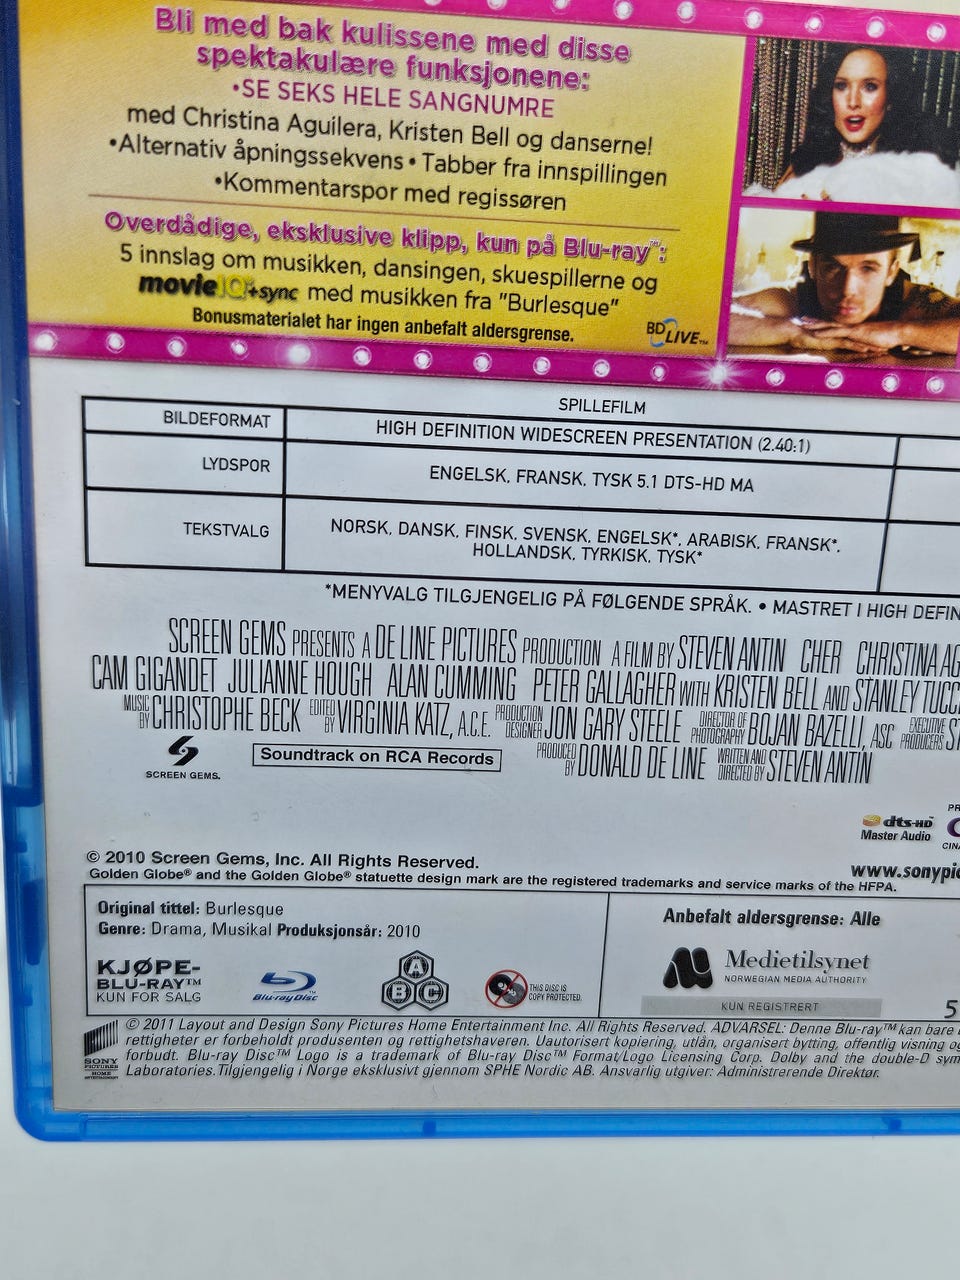 Bli med bak kulissene med disse
spektakulære funksjonene:
•SE SEKS HELE SANGNUMRE
med Christina Aguilera, Kristen Bell og danserne!
•Alternativ åpningssekvens • Tabber fra innspillingen
•Kommentarspor med regissøren
Overdådige, eksklusive klipp, kun på Blu-ray™:
5 innslag om musikken, dansingen, skuespillerne og
movieIQ+sync med musikken fra "Burlesque"
Bonusmaterialet har ingen anbefalt aldersgrense.
BD LIVE™
SPILLEFILM
BILDEFORMAT HIGH DEFINITION WIDESCREEN PRESENTATION (2.40:1)
LYDSPOR ENGELSK, FRANSK, TYSK 5.1 DTS-HD MA
TEKSTVALG NORSK, DANSK, FINSK, SVENSK, ENGELSK*, ARABISK, FRANSK*,
HOLLANDSK, TYRKISK, TYSK*
*MENYVALG TILGJENGELIG PÅ FØLGENDE SPRÅK. • MASTRET I HIGH DEFIN
SCREEN GEMS PRESENTS A DE LINE PICTURES PRODUCTION A FILM BY STEVEN ANTIN CHER CHRISTINA AG
CAM GIGANDET JULIANNE HOUGH ALAN CUMMING PETER GALLAGHER WITH KRISTEN BELL AND STANLEY TUCC
MUSIC BY CHRISTOPHE BECK EDITED BY VIRGINIA KATZ, A.C.E. PRODUCTION DESIGNER JON GARY STEELE DIRECTOR OF PHOTOGRAPHY BOJAN BAZELLI, ASC EXECUTIVE PRODUCERS ST
PRODUCED BY DONALD DE LINE WRITTEN AND DIRECTED BY STEVEN ANTIN
SCREEN GEMS.
Soundtrack on RCA Records
dts-HD
Master Audio
© 2010 Screen Gems, Inc. All Rights Reserved.
www.sonypic
Golden Globe® and the Golden Globe® statuette design mark are the registered trademarks and service marks of the HFPA.
Original tittel: Burlesque
Genre: Drama, Musikal Produksjonsår: 2010
KJØPE-
BLU-RAY™
KUN FOR SALG
Blu-ray Disc™
A
B C
THIS DISC IS
COPY PROTECTED.
Anbefalt aldersgrense: Alle
Medietilsynet
NORWEGIAN MEDIA AUTHORITY
KUN REGISTRERT
5
SONY
PICTURES
HOME
ENTERTAINMENT
© 2011 Layout and Design Sony Pictures Home Entertainment Inc. All Rights Reserved. ADVARSEL: Denne Blu-ray™ kan bare
rettigheter er forbeholdt produsenten og rettighetshaveren. Uautorisert kopiering, utlån, organisert bytting, offentlig visning og
forbudt. Blu-ray Disc™ Logo is a trademark of Blu-ray Disc™ Format/Logo Licensing Corp. Dolby and the double-D sym
Laboratories. Tilgjengelig i Norge eksklusivt gjennom SPHE Nordic AB. Ansvarlig utgiver: Administrerende Direktør.